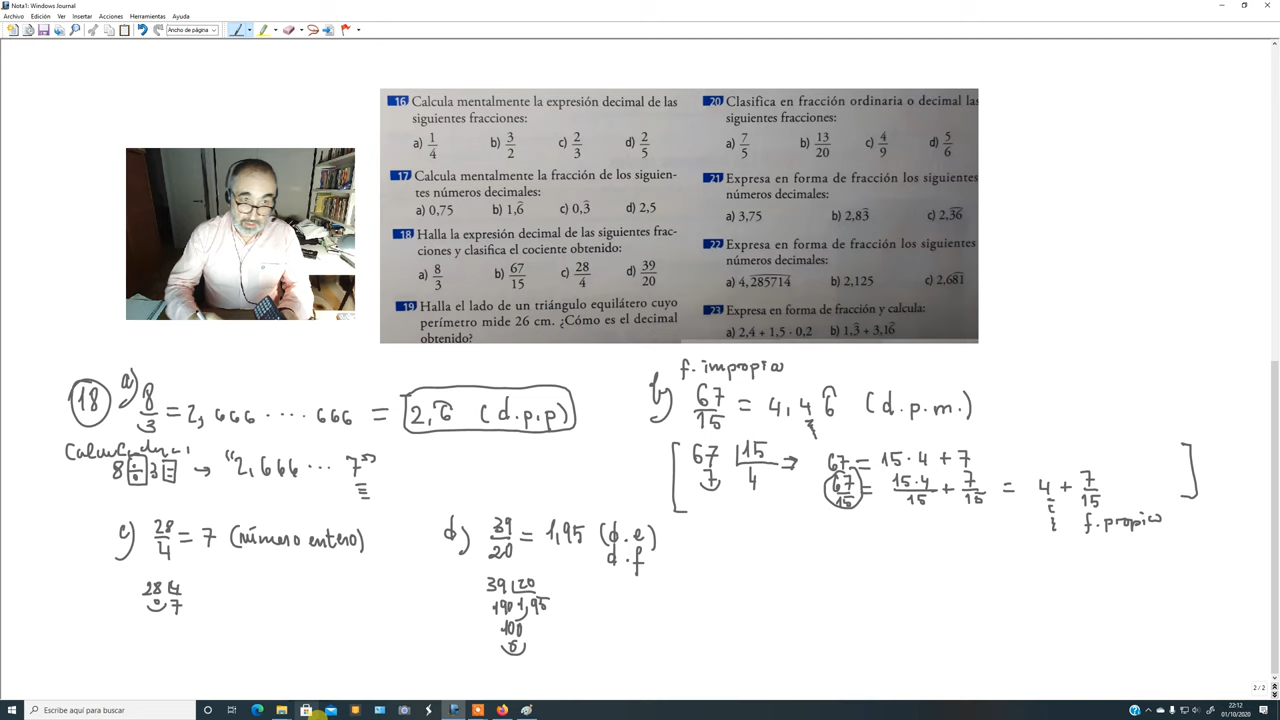 Nota1: Windows Journal
Archivo Edición Ver Insertar Acciones Herramientas Ayuda
Ancho de página
16 Calcula mentalmente la expresión decimal de las
siguientes fracciones:
a) 1/4 b) 3/2 c) 2/3 d) 2/5
17 Calcula mentalmente la fracción de los siguien-
tes números decimales:
a) 0,75 b) 1,6̂ c) 0,3̂ d) 2,5
18 Halla la expresión decimal de las siguientes frac-
ciones y clasifica el cociente obtenido:
a) 8/3 b) 67/15 c) 28/4 d) 39/20
19 Halla el lado de un triángulo equilátero cuyo
perímetro mide 26 cm. ¿Cómo es el decimal
obtenido?
20 Clasifica en fracción ordinaria o decimal las
siguientes fracciones:
a) 7/5 b) 13/20 c) 4/9 d) 5/6
21 Expresa en forma de fracción los siguientes
números decimales:
a) 3,75 b) 2,83̂ c) 2,3͡6
22 Expresa en forma de fracción los siguientes
números decimales:
a) 4,2͡85714 b) 2,125 c) 2,68͡1
23 Expresa en forma de fracción y calcula:
a) 2,4 + 1,5 · 0,2 b) 1,3̂ + 3,16̂
18 a) 8/3 = 2,666 .... 666 = 2,6̂ (d.p.p)
8 ÷ 3 = → "2,666 ... 7"
c) 28/4 = 7 (número entero)
28 4
0 7
d) 39/20 = 1,95 (d.e)
d.f
39 20
190 1,95
100
0
f. impropia
b) 67/15 = 4,46̂ (d.p.m.)
67 15 → 67 = 15·4 + 7
7 4
67/15 = 15·4/15 + 7/15 = 4 + 7/15
f. propia
2 / 2
Escribe aquí para buscar
22:12
01/10/2020